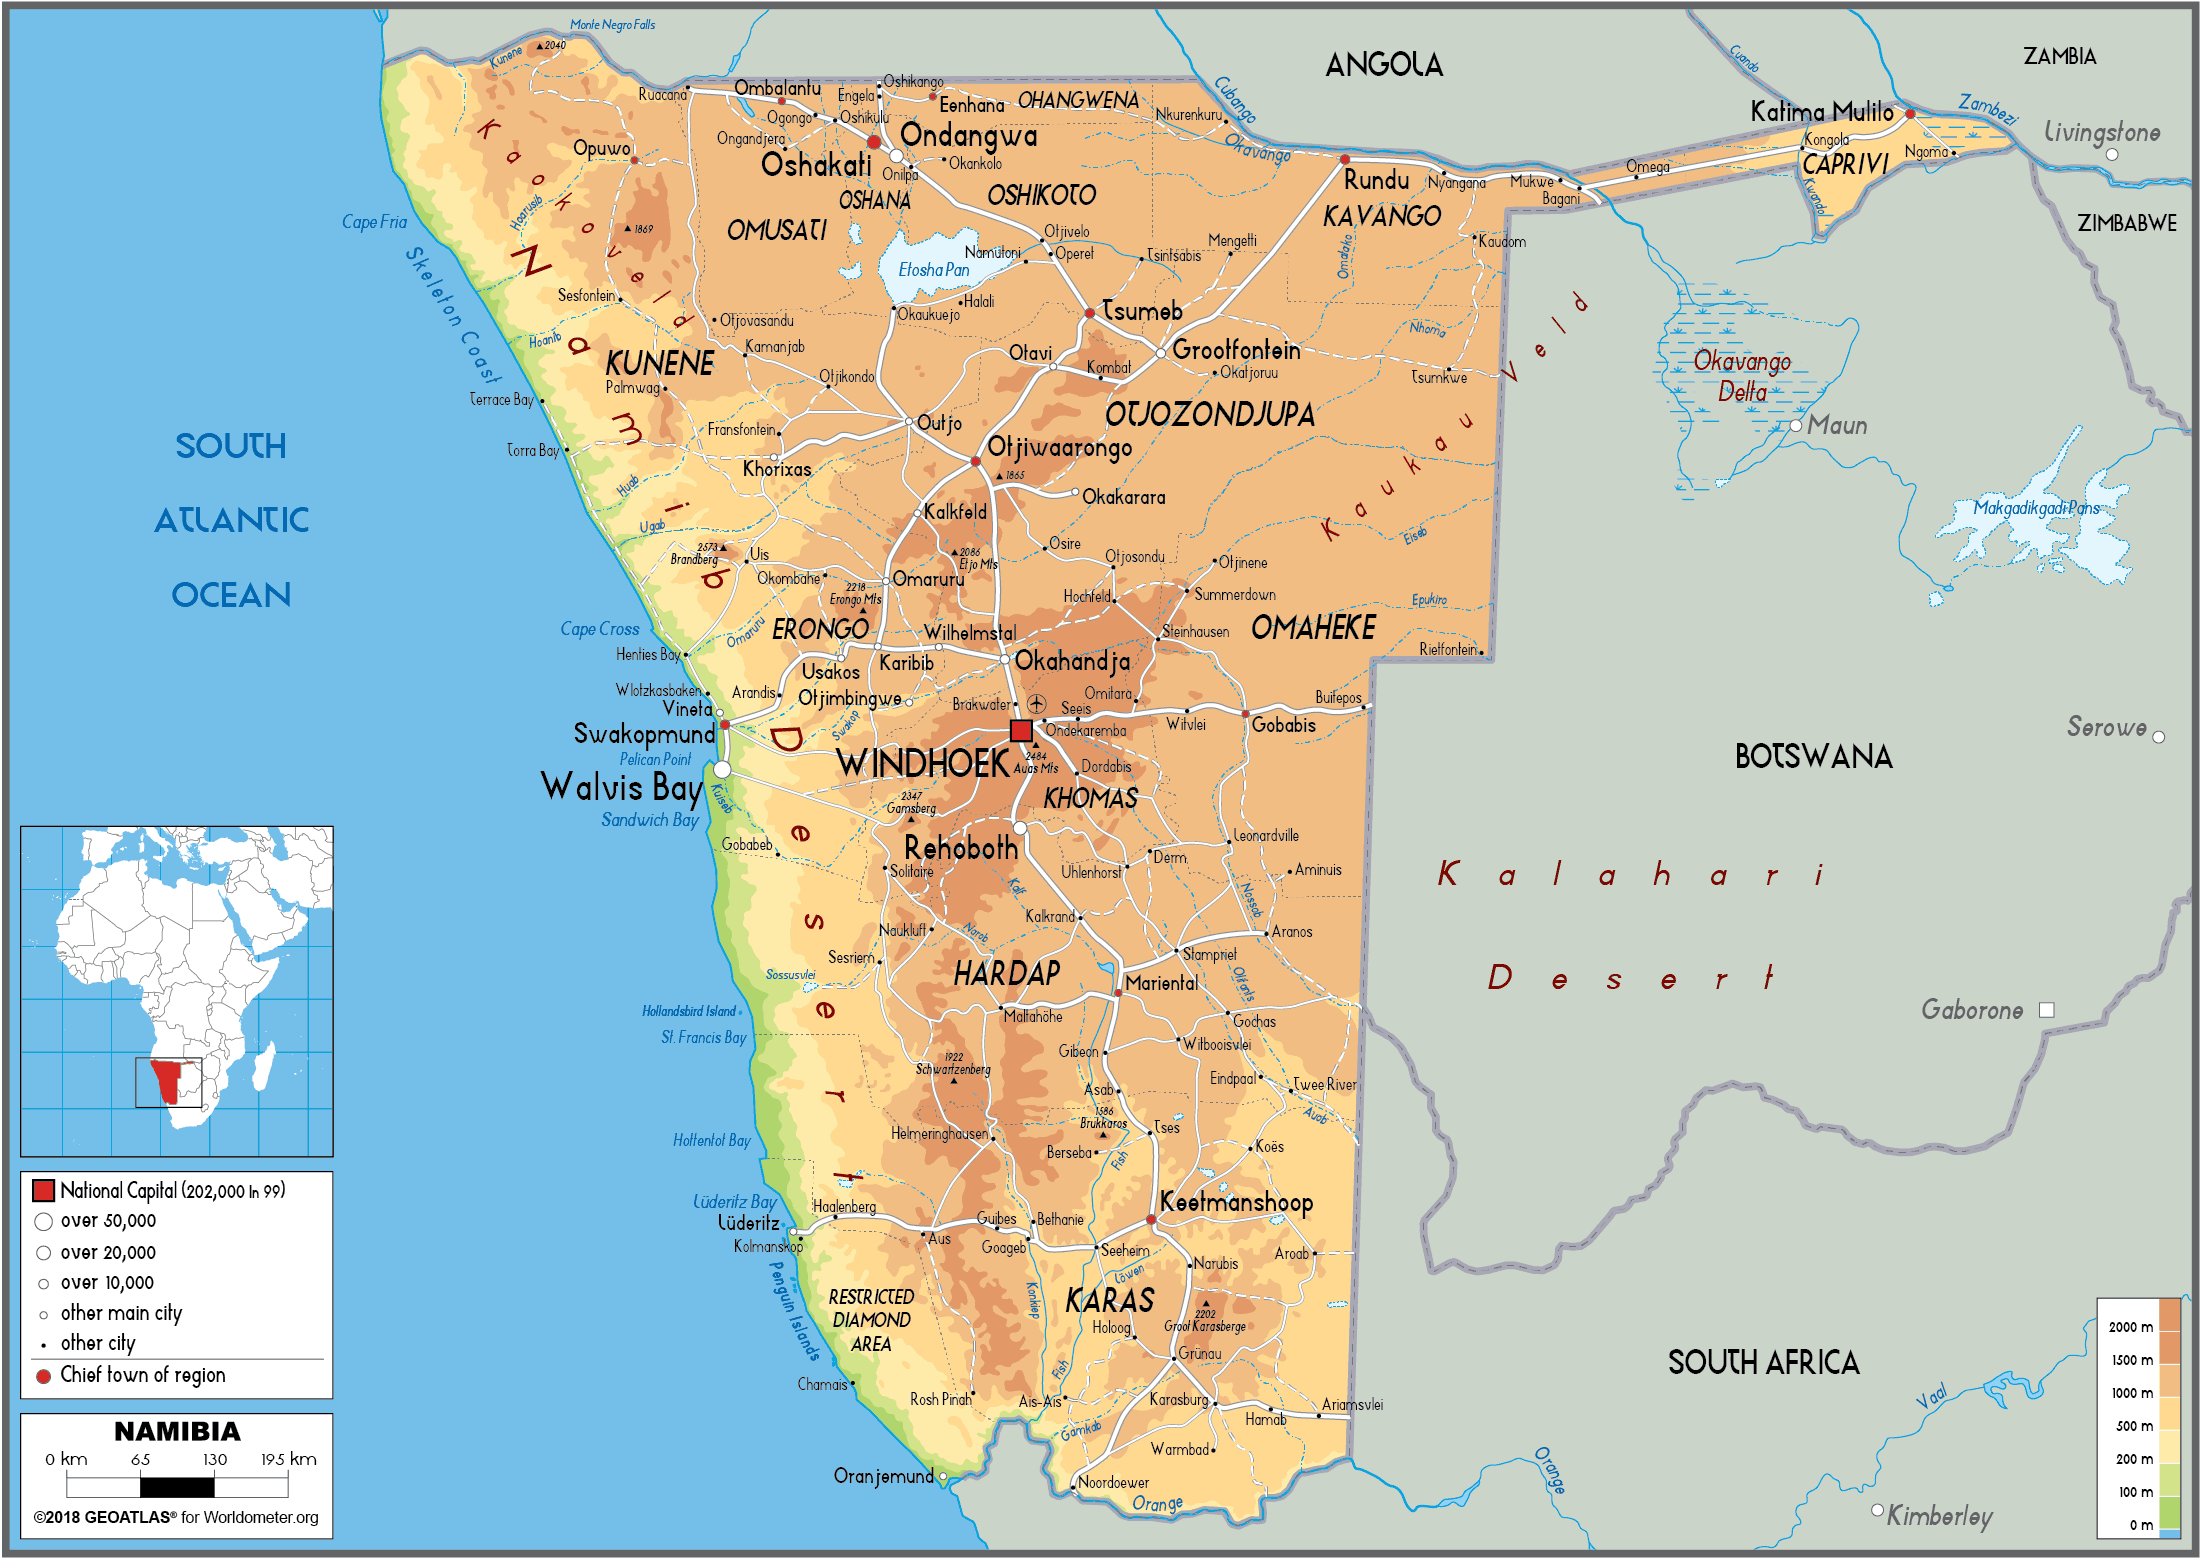 Monte Negro Falls
Kunene
2040
Cuando
ANGOLA
ZAMBIA
Ruacana
Ombalantu
Engela
Oshikango
Eenhana
OHANGWENA
Cubango
Nkurenkuru
Katima Mulilo
Zambezi
Livingstone
Ogongo
Oshikulu
Ongandjera
Ondangwa
Oshakati
Okankolo
Onilpa
Opuwo
Kaokoveld
Okavango
Rundu
Nyangana
Mukwe
Bagani
Omega
Kongola
CAPRIVI
Ngoma
Kwando
OSHANA
OSHIKOTO
KAVANGO
ZIMBABWE
Cape Fria
Hoarusib
1869
OMUSATI
Otjivelo
Namutoni
Operet
Tsintsabis
Mengetti
Omatako
Kaudom
Skeleton Coast
Namib Desert
Etosha Pan
Sesfontein
Halali
Okaukuejo
Otjovasandu
Tsumeb
Nhoma
Kaukau Veld
Hoanib
KUNENE
Kamanjab
Otavi
Grootfontein
Kombat
Okatjoruu
Tsumkwe
Okavango
Delta
Maun
Palmwag
Otjikondo
Terrace Bay
Fransfontein
Outjo
OTJOZONDJUPA
SOUTH
ATLANTIC
OCEAN
Torra Bay
Khorixas
Otjiwaarongo
1865
Okakarara
Huab
Ugab
Kalkfeld
Makgadikgadi Pans
2573
Brandberg
Uis
Okombahe
2086
Etjo Mts
Osire
Otjosondu
Otjinene
Eiseb
2218
Erongo Mts
Omaruru
Hochfeld
Summerdown
Epukiro
Cape Cross
Omaruru
ERONGO
Wilhelmstal
Steinhausen
OMAHEKE
Henties Bay
Usakos
Karibib
Okahandja
Rietfontein
Wlotzkasbaken
Arandis
Otjimbingwe
Brakwater
Seeis
Omitara
Buitepos
Vineta
Swakop
Ondekaremba
Witvlei
Gobabis
Swakopmund
Serowe
Pelican Point
WINDHOEK
2484
Auas Mts
Dordabis
BOTSWANA
Walvis Bay
Kuiseb
2347
Gamsberg
KHOMAS
Sandwich Bay
Gobabeb
Rehoboth
Leonardville
Derm
Solitaire
Uhlenhorst
Aminuis
Kalahari
Desert
Kalf
Kalkrand
Nossob
Naukluft
Narob
Aranos
Sesriem
Stampriet
Sossusvlei
HARDAP
Mariental
Olifants
Hollandsbird Island
Maltahöhe
Gochas
Gaborone
St. Francis Bay
Gibeon
Witbooisvlei
1922
Schwartzenberg
Asab
Eindpaal
Twee River
1586
Brukkaros
Auob
Hottentot Bay
Helmeringhausen
Tses
Berseba
Fish
Koës
Lüderitz Bay
Lüderitz
Haalenberg
Guibes
Bethanie
Keetmanshoop
Kolmanskop
Aus
Goageb
Seeheim
Aroab
Penguin Islands
Konkiep
Löwen
Narubis
RESTRICTED
DIAMOND
AREA
KARAS
2202
Groot Karasberge
Holoog
Fish
Grünau
SOUTH AFRICA
Chamais
Rosh Pinah
Ais-Ais
Karasburg
Hamab
Ariamsvlei
Gamkab
Warmbad
Vaal
Oranjemund
Noordoewer
Orange
Orange
Kimberley
National Capital (202,000 in 99)
over 50,000
over 20,000
over 10,000
other main city
other city
Chief town of region
NAMIBIA
0 km 65 130 195 km
©2018 GEOATLAS® for Worldometer.org
2000 m
1500 m
1000 m
500 m
200 m
100 m
0 m